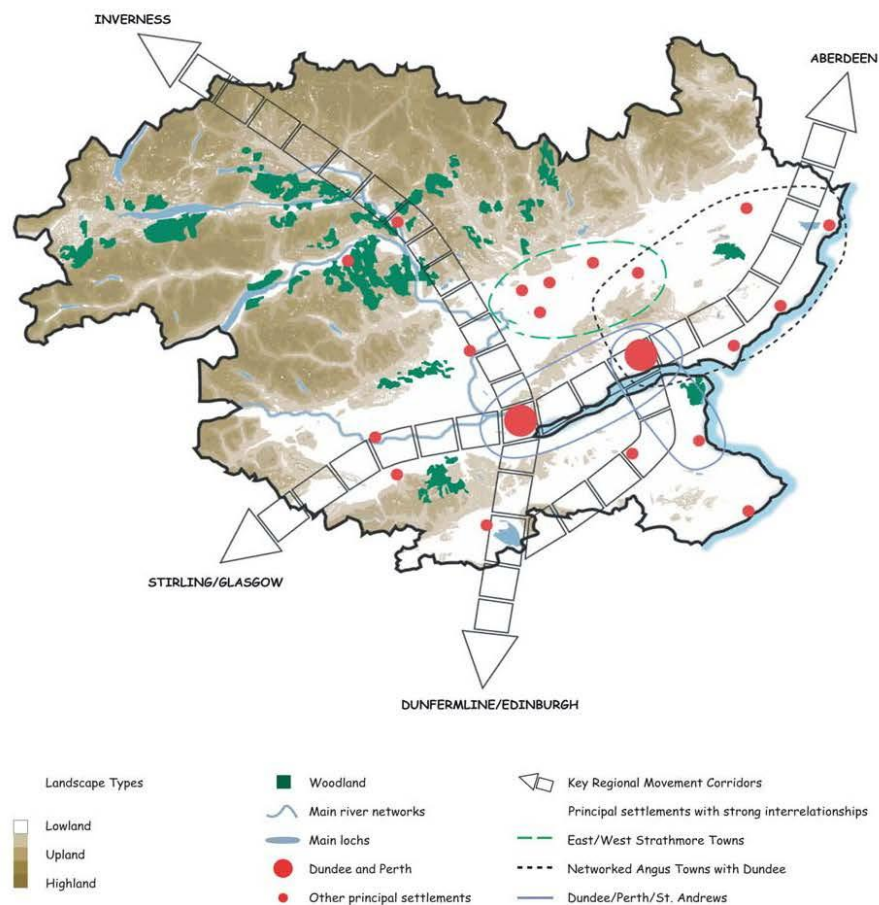 INVERNESS
ABERDEEN
STIRLING/GLASGOW
DUNFERMLINE/EDINBURGH
Landscape Types
Lowland
Upland
Highland
Woodland
Main river networks
Main lochs
Dundee and Perth
Other principal settlements
Key Regional Movement Corridors
Principal settlements with strong interrelationships
East/West Strathmore Towns
Networked Angus Towns with Dundee
Dundee/Perth/St. Andrews